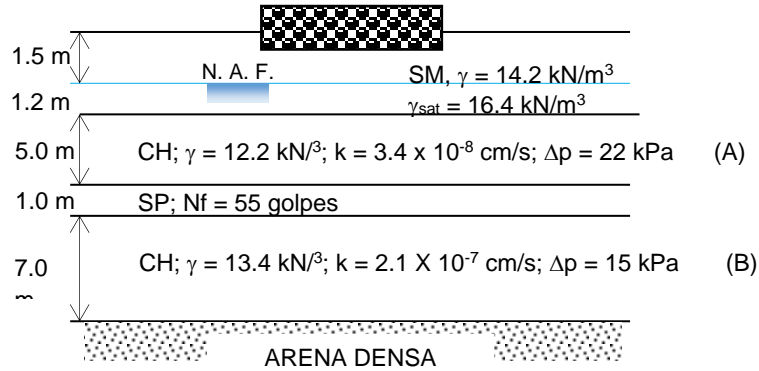 1.5 m
N. A. F.
SM, γ = 14.2 kN/m³
1.2 m
γsat = 16.4 kN/m³
5.0 m
CH; γ = 12.2 kN/³; k = 3.4 x 10⁻⁸ cm/s; Δp = 22 kPa (A)
1.0 m
SP; Nf = 55 golpes
7.0
m
CH; γ = 13.4 kN/³; k = 2.1 X 10⁻⁷ cm/s; Δp = 15 kPa (B)
ARENA DENSA